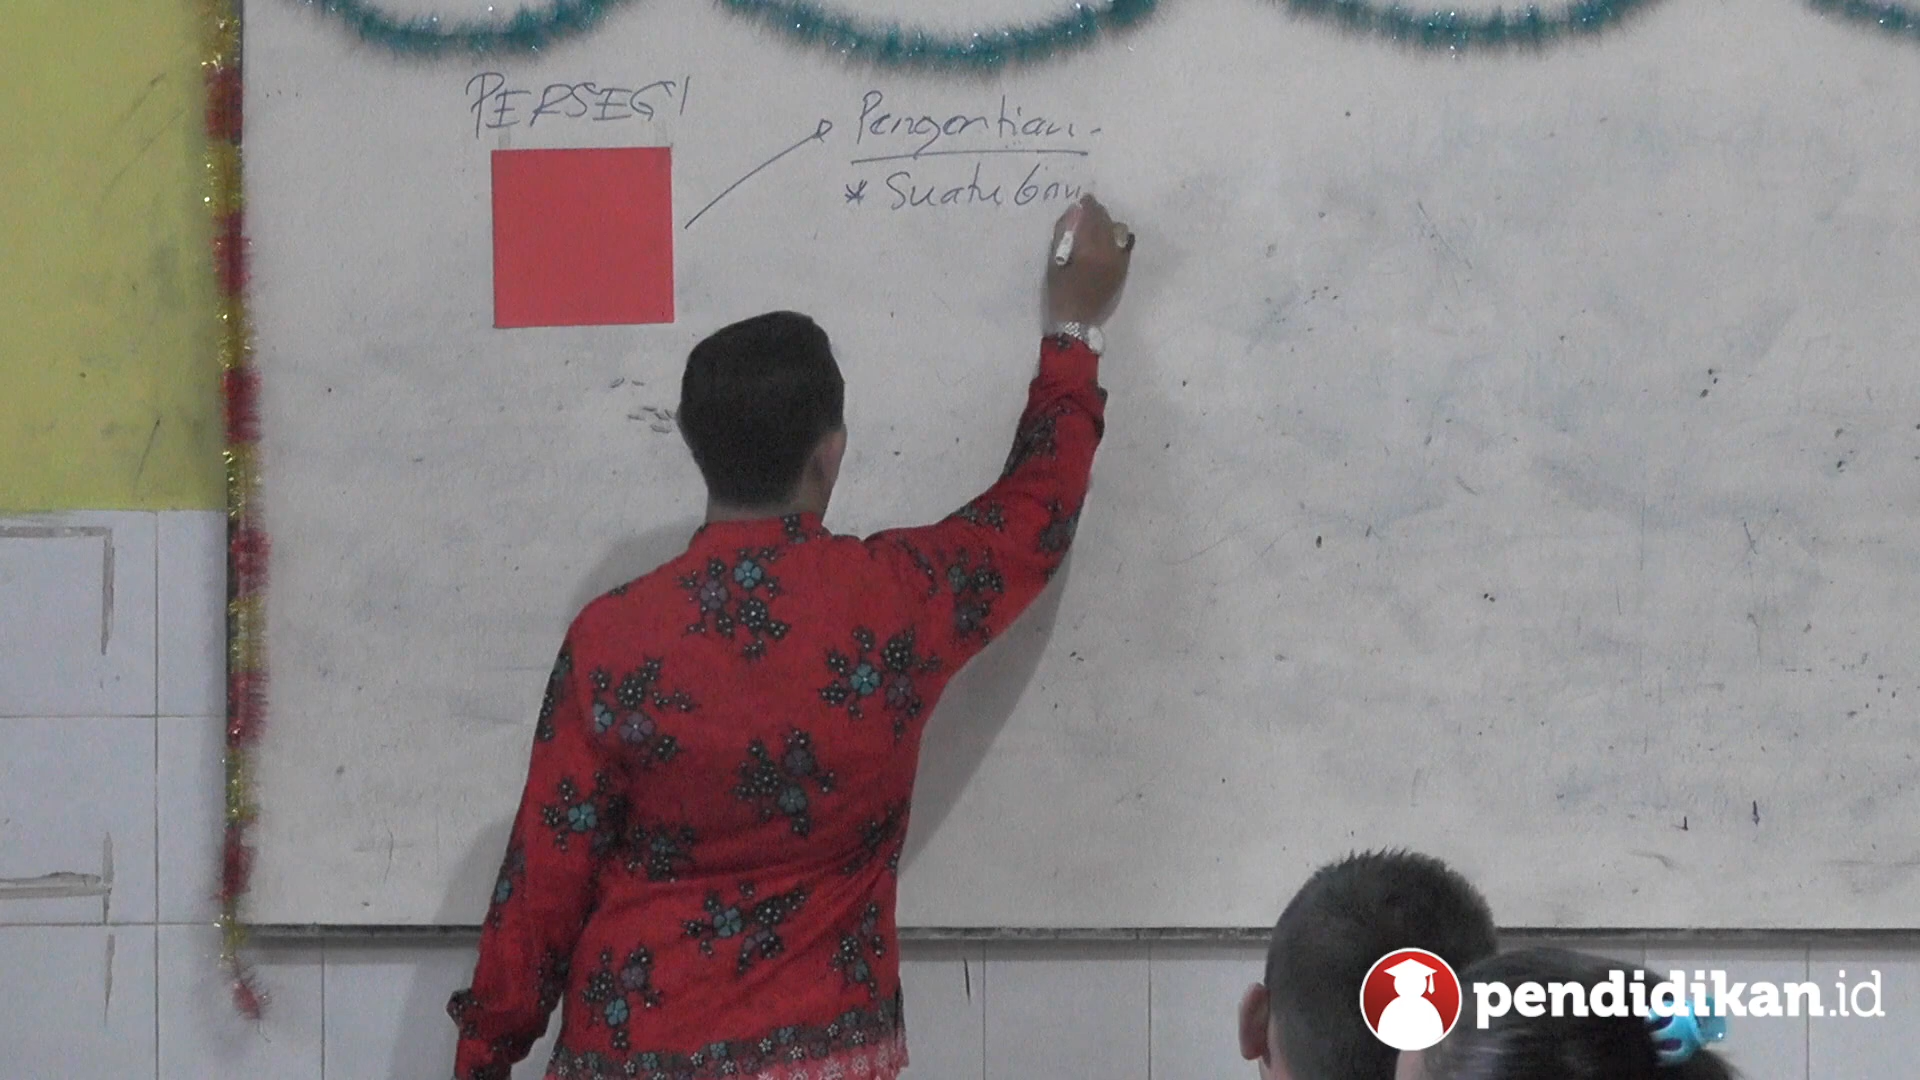 PERSEGI
Pengertian.
* Suatu
pendidikan.id